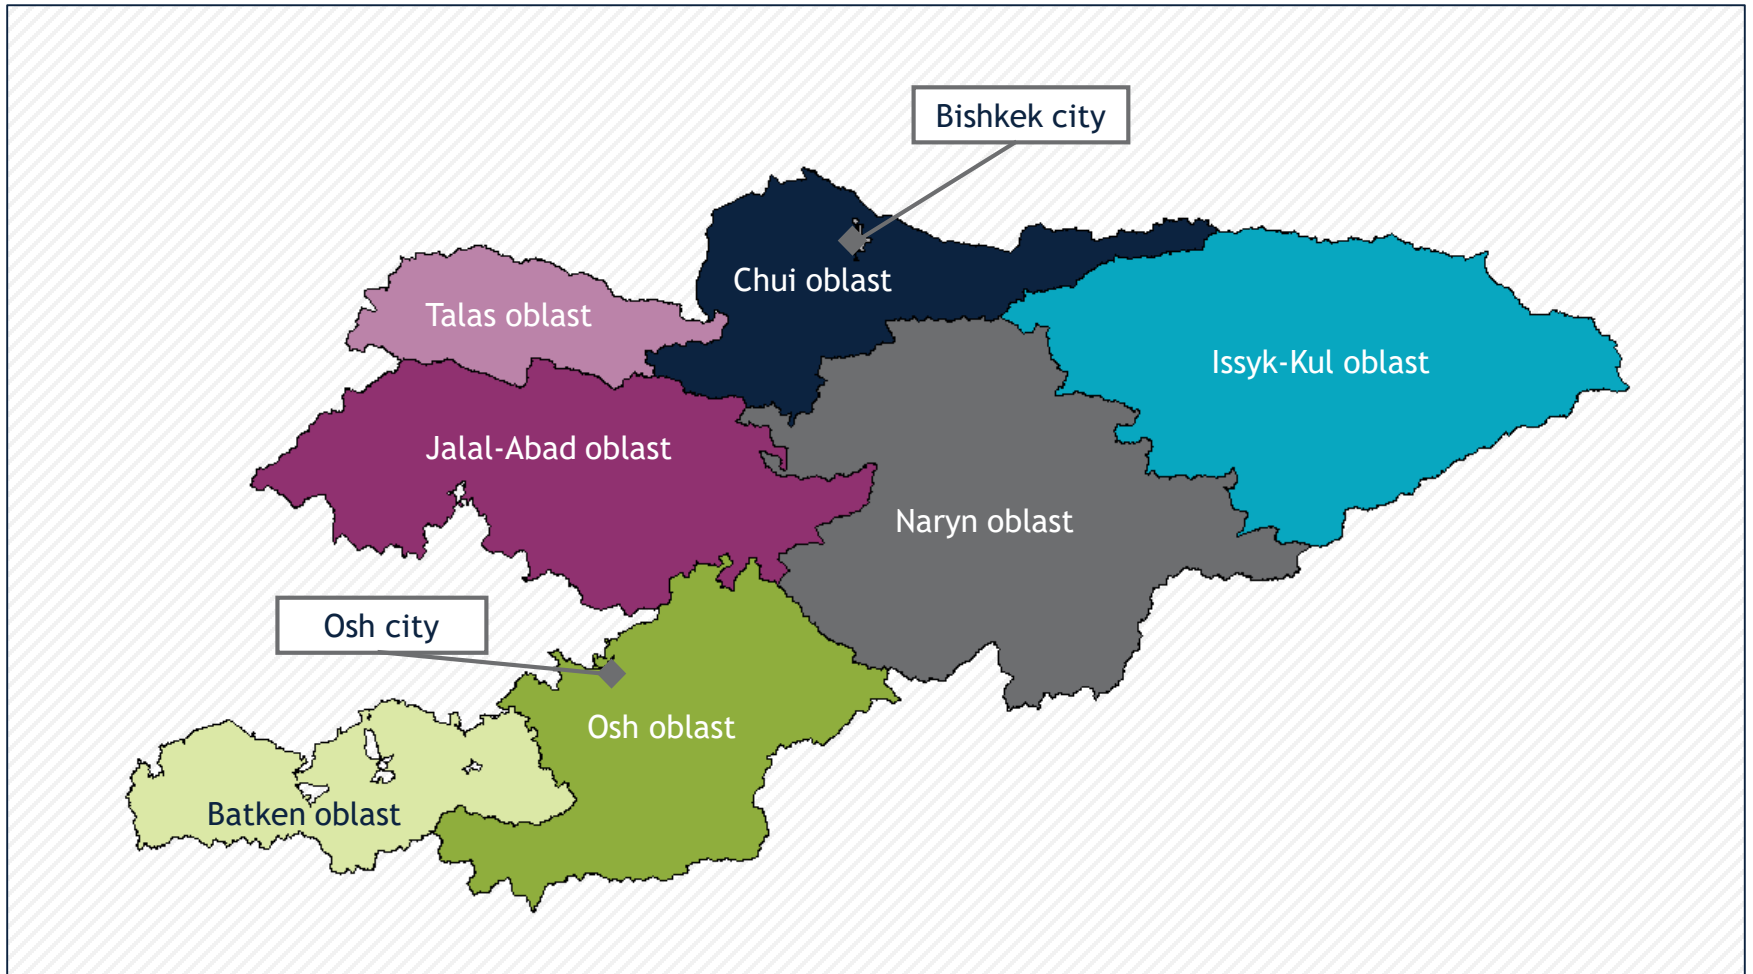 Bishkek city
Chui oblast
Talas oblast
Issyk-Kul oblast
Jalal-Abad oblast
Naryn oblast
Osh city
Osh oblast
Batken oblast